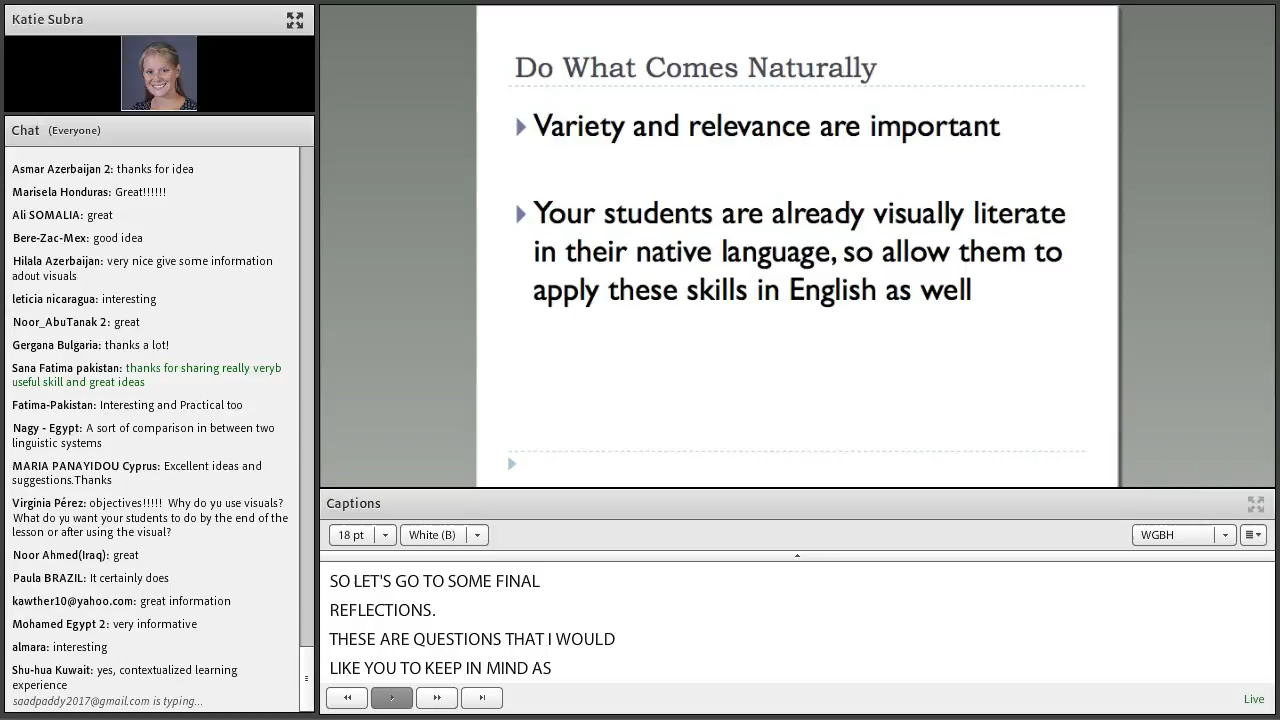 Katie Subra
Chat (Everyone)
Asmar Azerbaijan 2: thanks for idea
Marisela Honduras: Great!!!!!!
Ali SOMALIA: great
Bere-Zac-Mex: good idea
Hilala Azerbaijan: very nice give some information
adout visuals
leticia nicaragua: interesting
Noor_AbuTanak 2: great
Gergana Bulgaria: thanks a lot!
Sana Fatima pakistan: thanks for sharing really veryb
useful skill and great ideas
Fatima-Pakistan: Interesting and Practical too
Nagy - Egypt: A sort of comparison in between two
linguistic systems
MARIA PANAYIDOU Cyprus: Excellent ideas and
suggestions.Thanks
Virginia Pérez: objectives!!!!! Why do yu use visuals?
What do yu want your students to do by the end of the
lesson or after using the visual?
Noor Ahmed(Iraq): great
Paula BRAZIL: It certainly does
kawther10@yahoo.com: great information
Mohamed Egypt 2: very informative
almara: interesting
Shu-hua Kuwait: yes, contextualized learning
experience
saadpaddy2017@gmail.com is typing...
Do What Comes Naturally
Variety and relevance are important
Your students are already visually literate
in their native language, so allow them to
apply these skills in English as well
Captions
18 pt
White (B)
WGBH
SO LET'S GO TO SOME FINAL
REFLECTIONS.
THESE ARE QUESTIONS THAT I WOULD
LIKE YOU TO KEEP IN MIND AS
Live